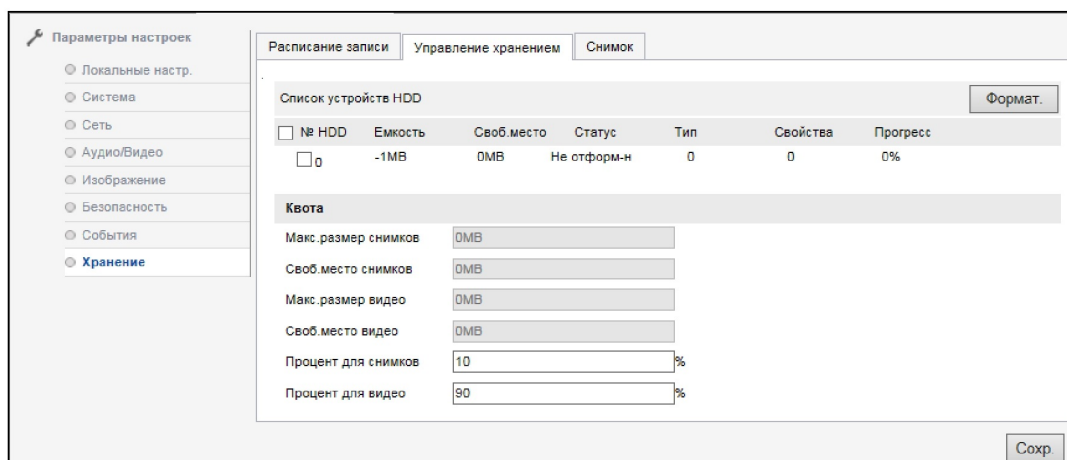 Параметры настроек
Локальные настр.
Система
Сеть
Аудио/Видео
Изображение
Безопасность
События
Хранение
Расписание записи Управление хранением Снимок
Список устройств HDD Формат.
№ HDD Емкость Своб.место Статус Тип Свойства Прогресс
0 -1MB 0MB Не отформ-н 0 0 0%
Квота
Макс.размер снимков 0MB
Своб.место снимков 0MB
Макс.размер видео 0MB
Своб.место видео 0MB
Процент для снимков 10 %
Процент для видео 90 %
Сохр.